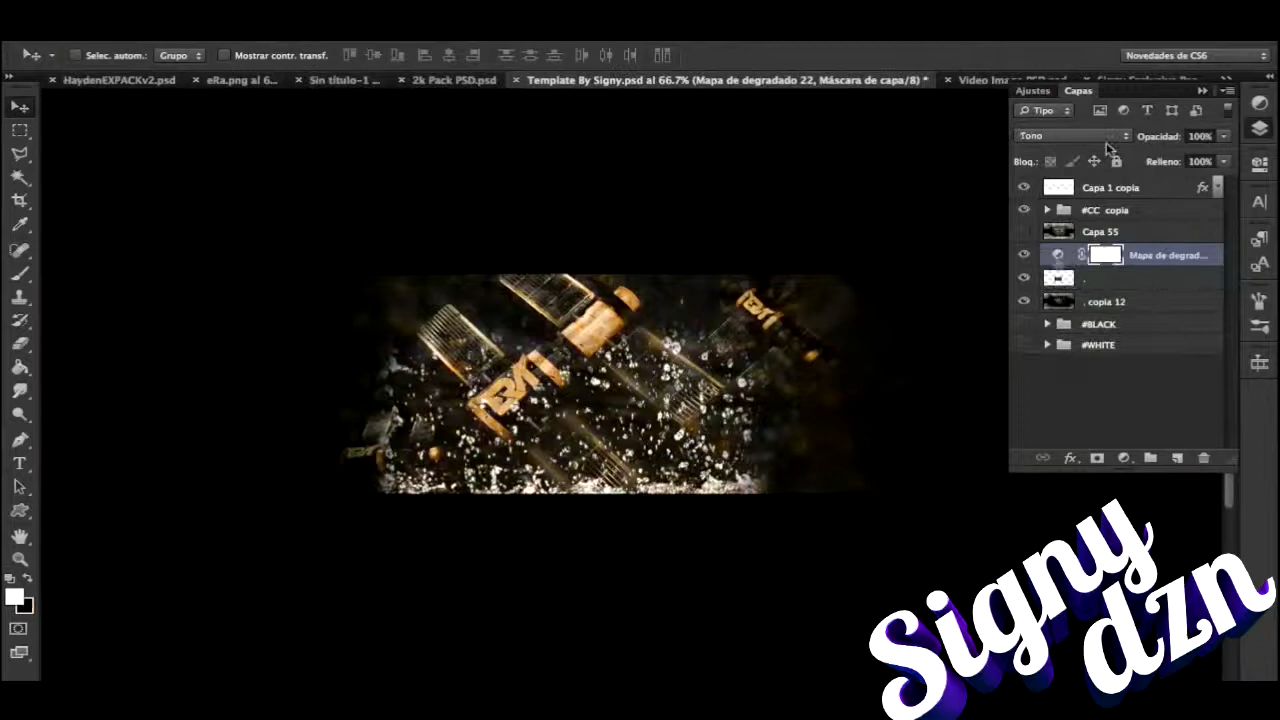 Selec. autom.: Grupo Mostrar contr. transf. Novedades de CS6
HaydenEXPACKv2.psd eRa.png al 6... Sin título-1 ... 2k Pack PSD.psd Template By Signy.psd al 66.7% (Mapa de degradado 22, Máscara de capa/8) *
Ajustes Capas
Tipo
Tono Opacidad: 100%
Bloq.: Relleno: 100%
Capa 1 copia fx
#CC copia
Capa 55
Mapa de degrad...
.
. copia 12
#BLACK
#WHITE
fx
Signy
dzn